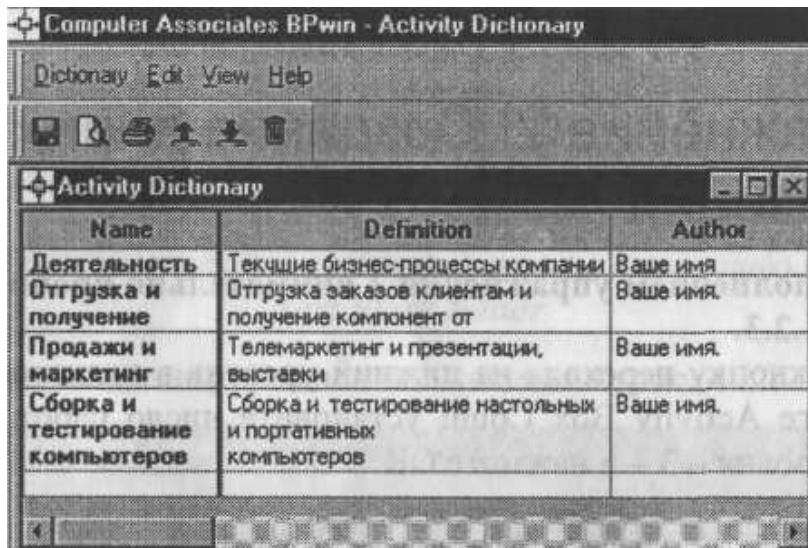 Computer Associates BPwin - Activity Dictionary
Dictionary Edit View Help
Activity Dictionary
Name Definition Author
Деятельность Текущие бизнес-процессы компании Ваше имя
Отгрузка и Отгрузка заказов клиентам и Ваше имя.
получение получение компонент от
Продажи и Телемаркетинг и презентации, Ваше имя.
маркетинг выставки
Сборка и Сборка и тестирование настольных Ваше имя.
тестирование и портативных
компьютеров компьютеров